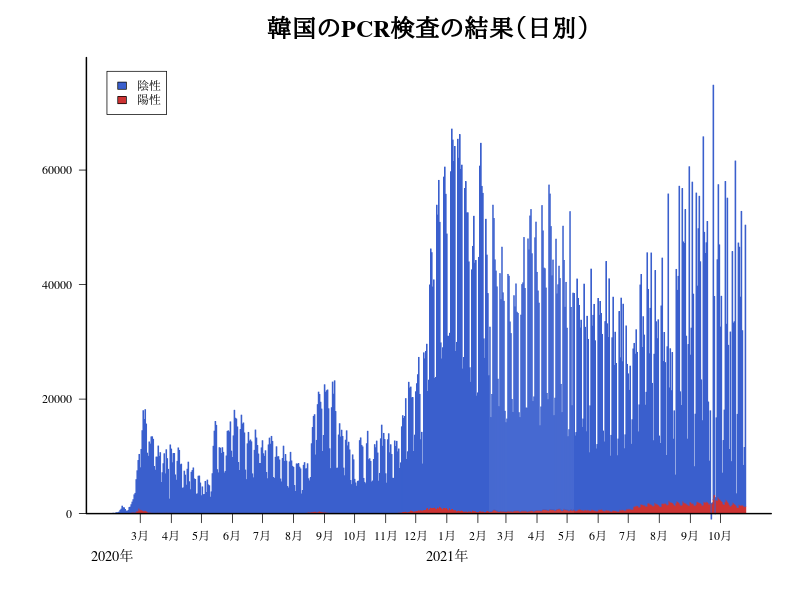 韓国のPCR検査の結果（日別）
陰性
陽性
60000
40000
20000
0
3月 4月 5月 6月 7月 8月 9月 10月 11月 12月 1月 2月 3月 4月 5月 6月 7月 8月 9月 10月
2020年 2021年